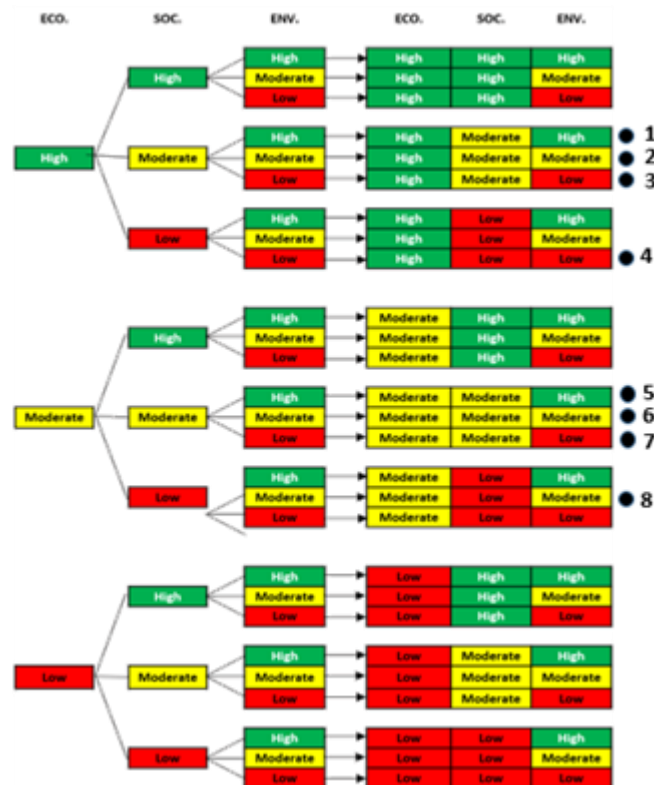 ECO. SOC. ENV. ECO. SOC. ENV.
High High High High
High Moderate High High Moderate
Low High High Low
High High Moderate High 1
High Moderate Moderate High Moderate Moderate 2
Low High Moderate Low 3
High High Low High
Low Moderate High Low Moderate
Low High Low Low 4
High Moderate High High
High Moderate Moderate High Moderate
Low Moderate High Low
High Moderate Moderate High 5
Moderate Moderate Moderate Moderate Moderate Moderate 6
Low Moderate Moderate Low 7
High Moderate Low High
Low Moderate Moderate Low Moderate 8
Low Moderate Low Low
High Low High High
High Moderate Low High Moderate
Low Low High Low
High Low Moderate High
Low Moderate Moderate Low Moderate Moderate
Low Low Moderate Low
High Low Low High
Low Moderate Low Low Moderate
Low Low Low Low